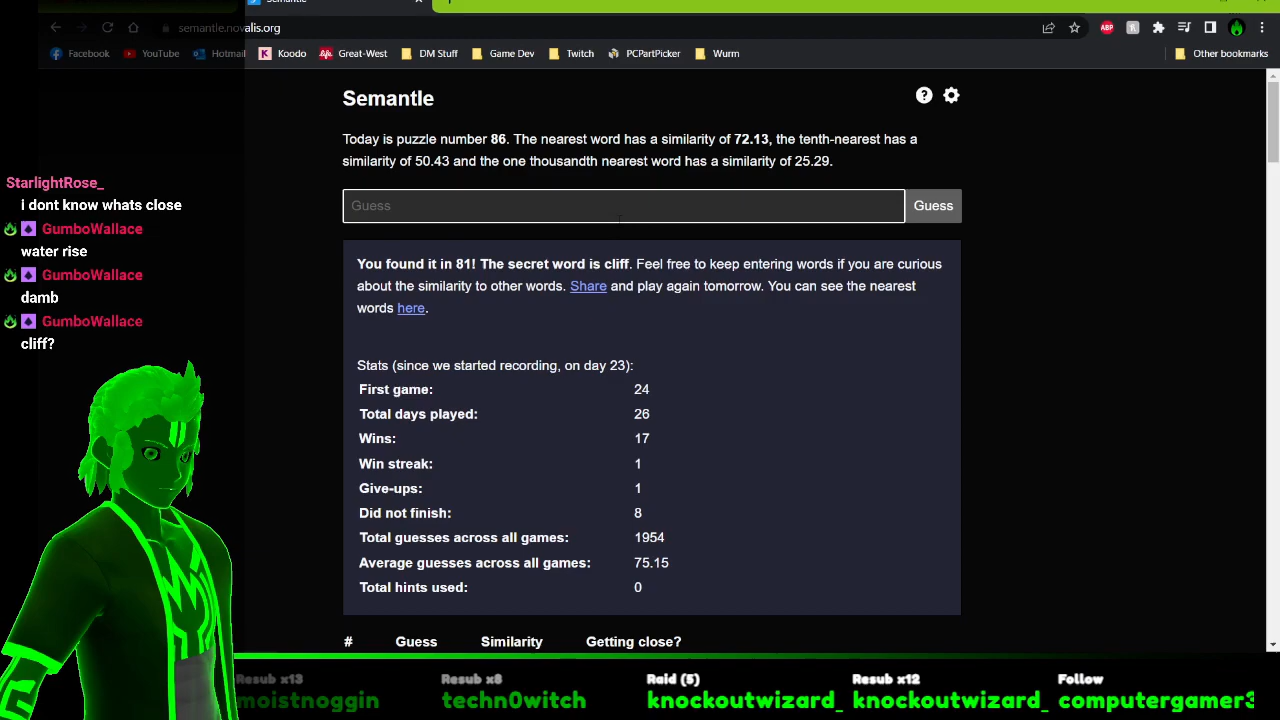 Semantle
semantle.novalis.org
Facebook
YouTube
Hotmail
Koodo
Great-West
DM Stuff
Game Dev
Twitch
PCPartPicker
Wurm
Other bookmarks
Semantle
Today is puzzle number 86. The nearest word has a similarity of 72.13, the tenth-nearest has a
similarity of 50.43 and the one thousandth nearest word has a similarity of 25.29.
Guess
Guess
You found it in 81! The secret word is cliff. Feel free to keep entering words if you are curious
about the similarity to other words. Share and play again tomorrow. You can see the nearest
words here.
Stats (since we started recording, on day 23):
First game: 24
Total days played: 26
Wins: 17
Win streak: 1
Give-ups: 1
Did not finish: 8
Total guesses across all games: 1954
Average guesses across all games: 75.15
Total hints used: 0
# Guess Similarity Getting close?
StarlightRose_
i dont know whats close
GumboWallace
water rise
GumboWallace
damb
GumboWallace
cliff?
Resub x13
moistnoggin
Resub x8
techn0witch
Raid (5)
knockoutwizard_
Resub x12
knockoutwizard_
Follow
computergamer3